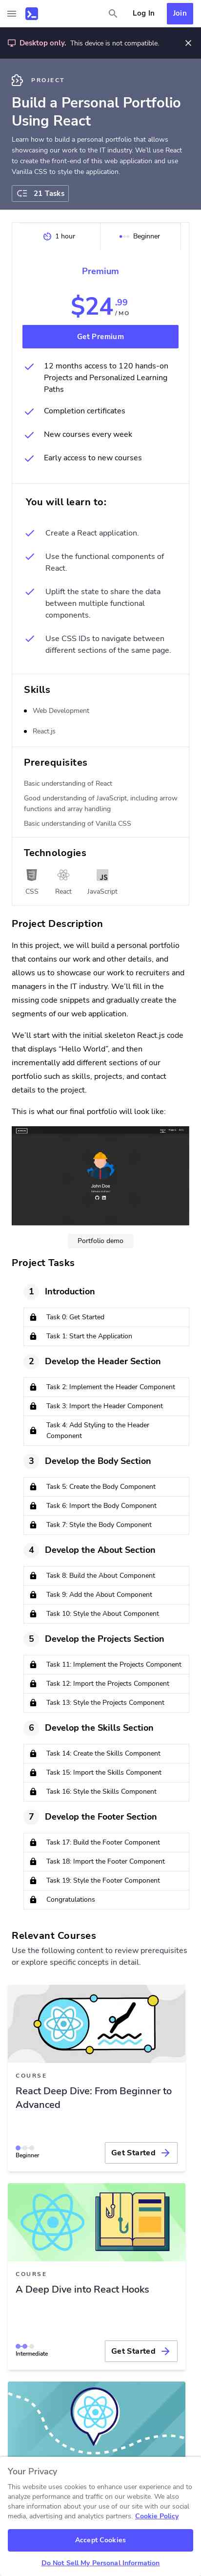 Log In
Join
Desktop only. This device is not compatible.
PROJECT
Build a Personal Portfolio
Using React
Learn how to build a personal portfolio that allows
showcasing our work to the IT industry. We'll use React
to create the front-end of this web application and use
Vanilla CSS to style the application.
21 Tasks
1 hour
Beginner
Premium
$24 .99
/ MO
Get Premium
12 months access to 120 hands-on
Projects and Personalized Learning
Paths
Completion certificates
New courses every week
Early access to new courses
You will learn to:
Create a React application.
Use the functional components of
React.
Uplift the state to share the data
between multiple functional
components.
Use CSS IDs to navigate between
different sections of the same page.
Skills
Web Development
React.js
Prerequisites
Basic understanding of React
Good understanding of JavaScript, including arrow
functions and array handling
Basic understanding of Vanilla CSS
Technologies
JS
CSS
React
JavaScript
Project Description
In this project, we will build a personal portfolio
that contains our work and other details, and
allows us to showcase our work to recruiters and
managers in the IT industry. We'll fill in the
missing code snippets and gradually create the
segments of our web application.
We'll start with the initial skeleton React.js code
that displays “Hello World”, and then
incrementally add different sections of our
portfolio such as skills, projects, and contact
details to the project.
This is what our final portfolio will look like:
John Doe
Portfolio demo
Project Tasks
1 Introduction
Task 0: Get Started
Task 1: Start the Application
2 Develop the Header Section
Task 2: Implement the Header Component
Task 3: Import the Header Component
Task 4: Add Styling to the Header
Component
3 Develop the Body Section
Task 5: Create the Body Component
Task 6: Import the Body Component
Task 7: Style the Body Component
4 Develop the About Section
Task 8: Build the About Component
Task 9: Add the About Component
Task 10: Style the About Component
5 Develop the Projects Section
Task 11: Implement the Projects Component
Task 12: Import the Projects Component
Task 13: Style the Projects Component
6 Develop the Skills Section
Task 14: Create the Skills Component
Task 15: Import the Skills Component
Task 16: Style the Skills Component
7 Develop the Footer Section
Task 17: Build the Footer Component
Task 18: Import the Footer Component
Task 19: Style the Footer Component
Congratulations
Relevant Courses
Use the following content to review prerequisites
or explore specific concepts in detail.
COURSE
React Deep Dive: From Beginner to
Advanced
Beginner
Get Started
COURSE
A Deep Dive into React Hooks
Intermediate
Get Started
Your Privacy
This website uses cookies to enhance user experience and to
analyze performance and traffic on our website. We also
share information about your use of our site with our social
media, advertising and analytics partners. Cookie Policy
Accept Cookies
Do Not Sell My Personal Information